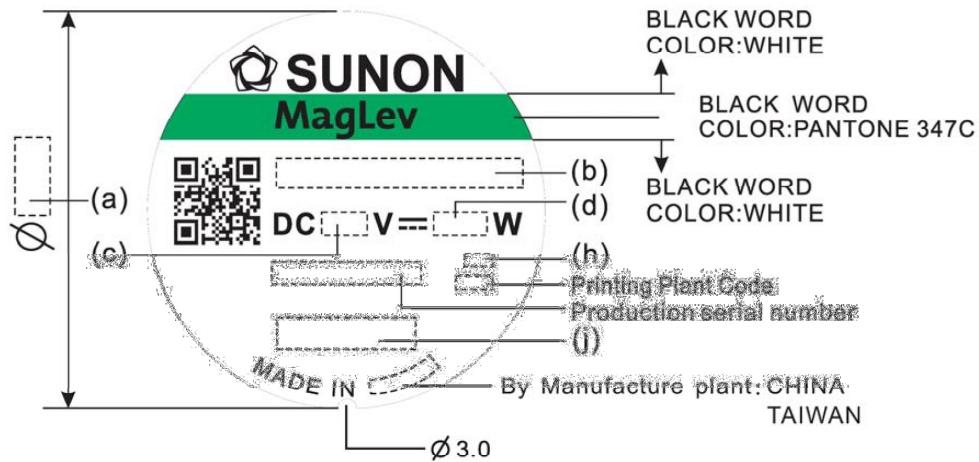 BLACK WORD
COLOR:WHITE
SUNON
MagLev
BLACK WORD
COLOR:PANTONE 347C
(b)
(a)
BLACK WORD
COLOR:WHITE
(d)
DC V⎓ W
Ø
(c)
(h)
Printing Plant Code
Production serial number
(j)
MADE IN
By Manufacture plant: CHINA
TAIWAN
Ø 3.0